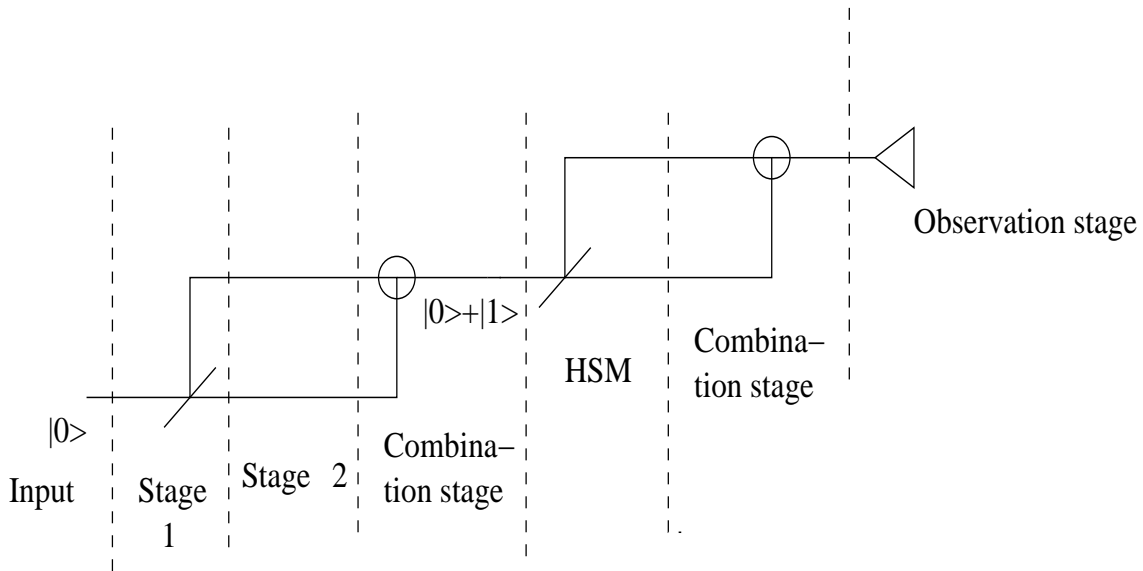 Observation stage
|0>+|1>
Combina–
tion stage
HSM
|0>
Combina–
tion stage
Input
Stage
1
Stage 2